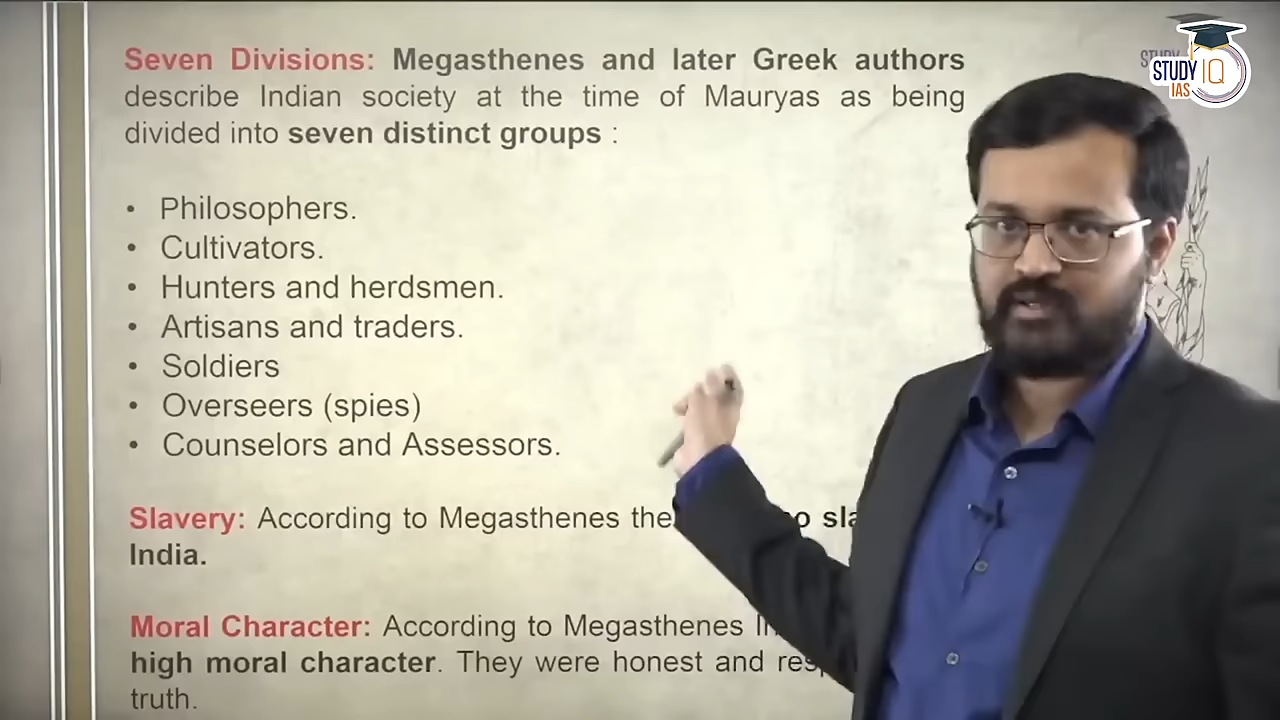 Seven Divisions: Megasthenes and later Greek authors
describe Indian society at the time of Mauryas as being
divided into seven distinct groups :
• Philosophers.
• Cultivators.
• Hunters and herdsmen.
• Artisans and traders.
• Soldiers
• Overseers (spies)
• Counselors and Assessors.
Slavery: According to Megasthenes
India.
Moral Character: According to Megasthenes
high moral character. They were honest and
truth.
STUDY IQ
IAS